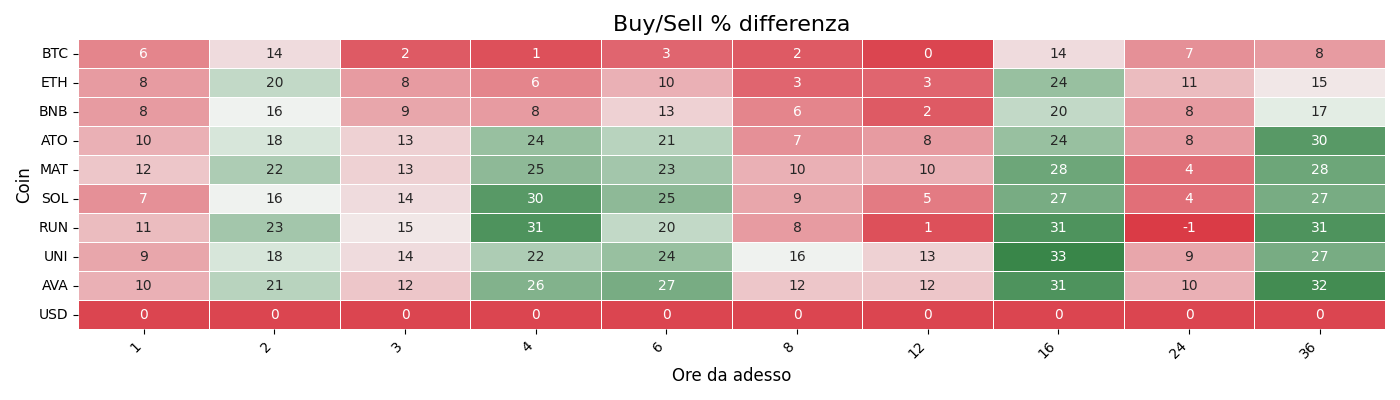 Buy/Sell % differenza
BTC 6 14 2 1 3 2 0 14 7 8
ETH 8 20 8 6 10 3 3 24 11 15
BNB 8 16 9 8 13 6 2 20 8 17
ATO 10 18 13 24 21 7 8 24 8 30
MAT 12 22 13 25 23 10 10 28 4 28
SOL 7 16 14 30 25 9 5 27 4 27
RUN 11 23 15 31 20 8 1 31 -1 31
UNI 9 18 14 22 24 16 13 33 9 27
AVA 10 21 12 26 27 12 12 31 10 32
USD 0 0 0 0 0 0 0 0 0 0
1 2 3 4 6 8 12 16 24 36
Coin
Ore da adesso